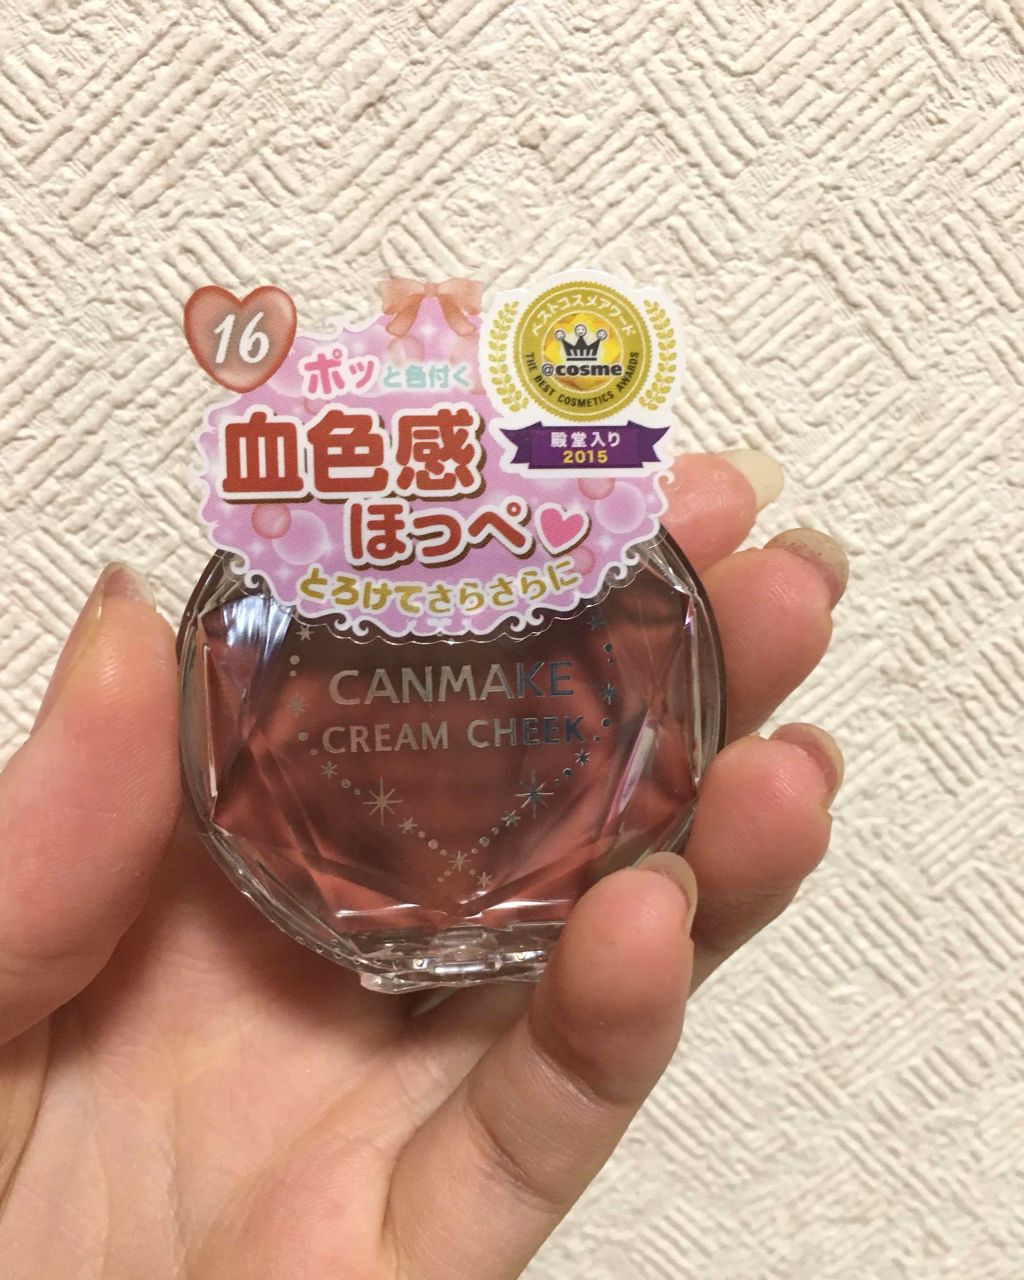 16
ポッと色付く
血色感
ほっぺ
とろけてさらさらに
ベストコスメアワード
@cosme
THE BEST COSMETICS AWARDS
殿堂入り
2015
CANMAKE
CREAM CHEEK